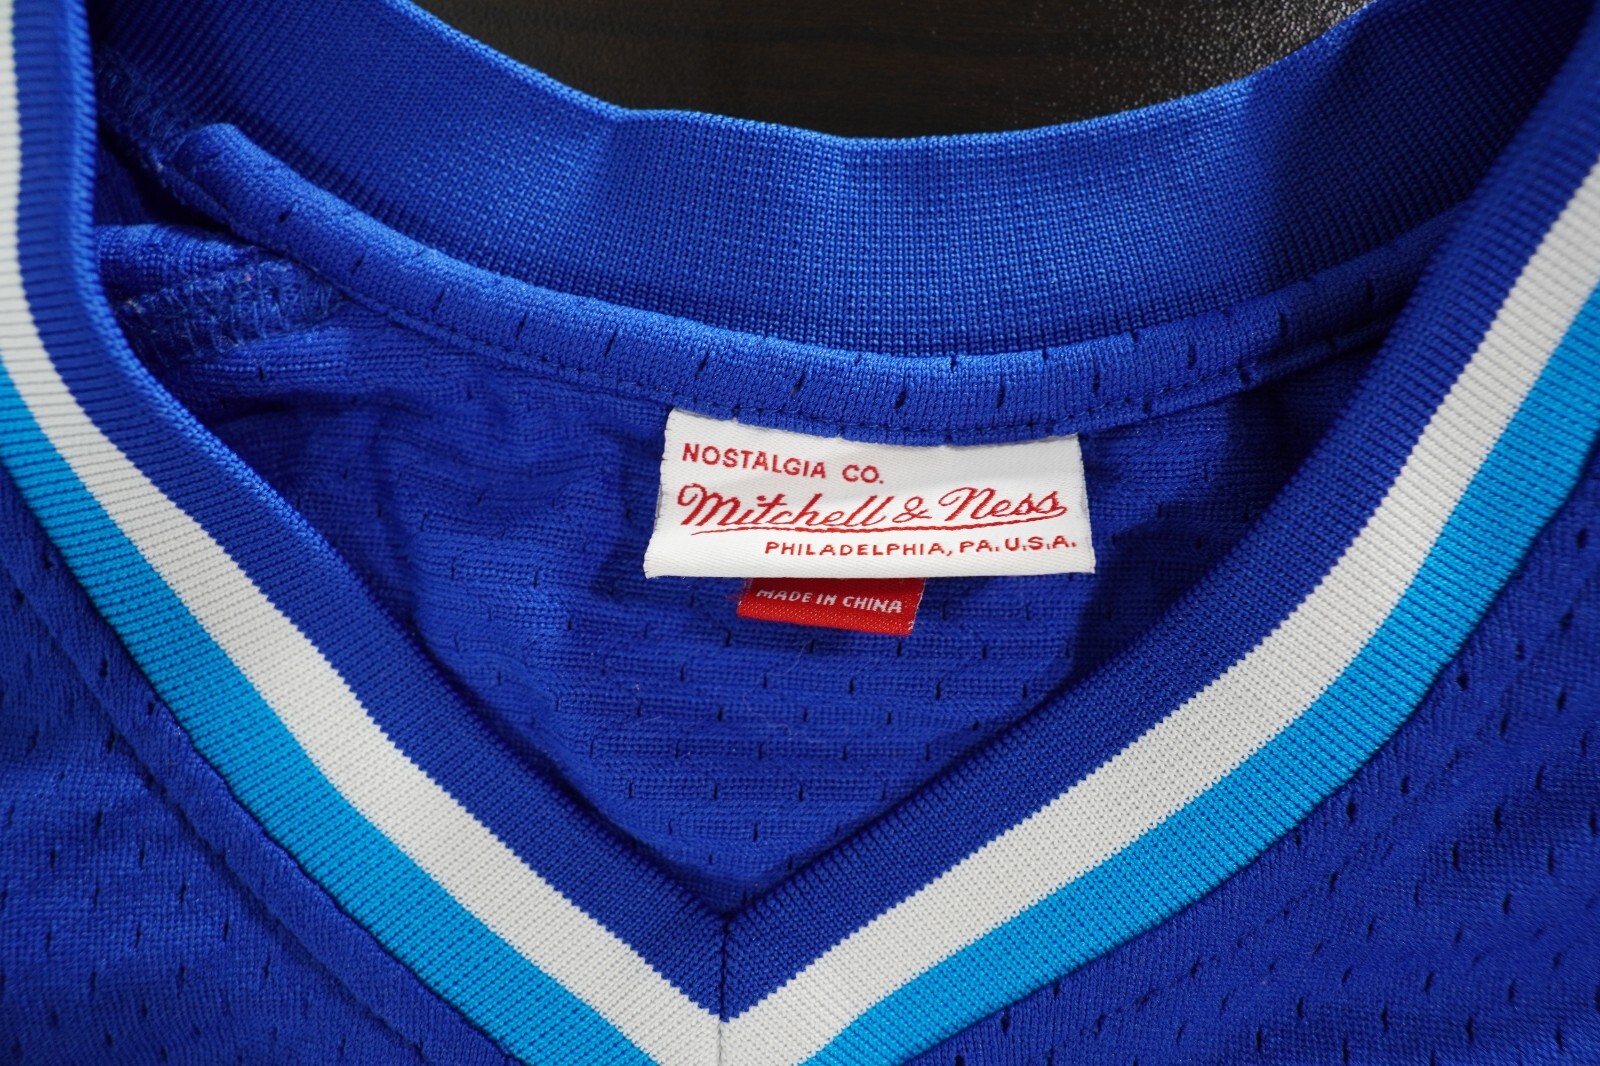 NOSTALGIA CO.
Mitchell & Ness
PHILADELPHIA, PA. U.S.A.
MADE IN CHINA